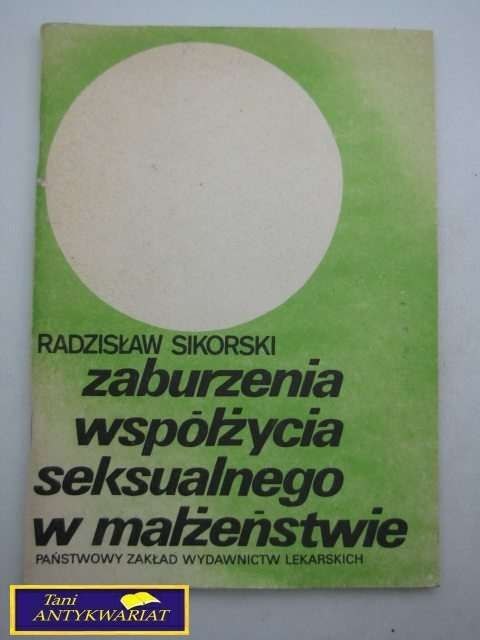 RADZISŁAW SIKORSKI
zaburzenia
współżycia
seksualnego
w małżeństwie
PAŃSTWOWY ZAKŁAD WYDAWNICTW LEKARSKICH
Tani
ANTYKWARIAT